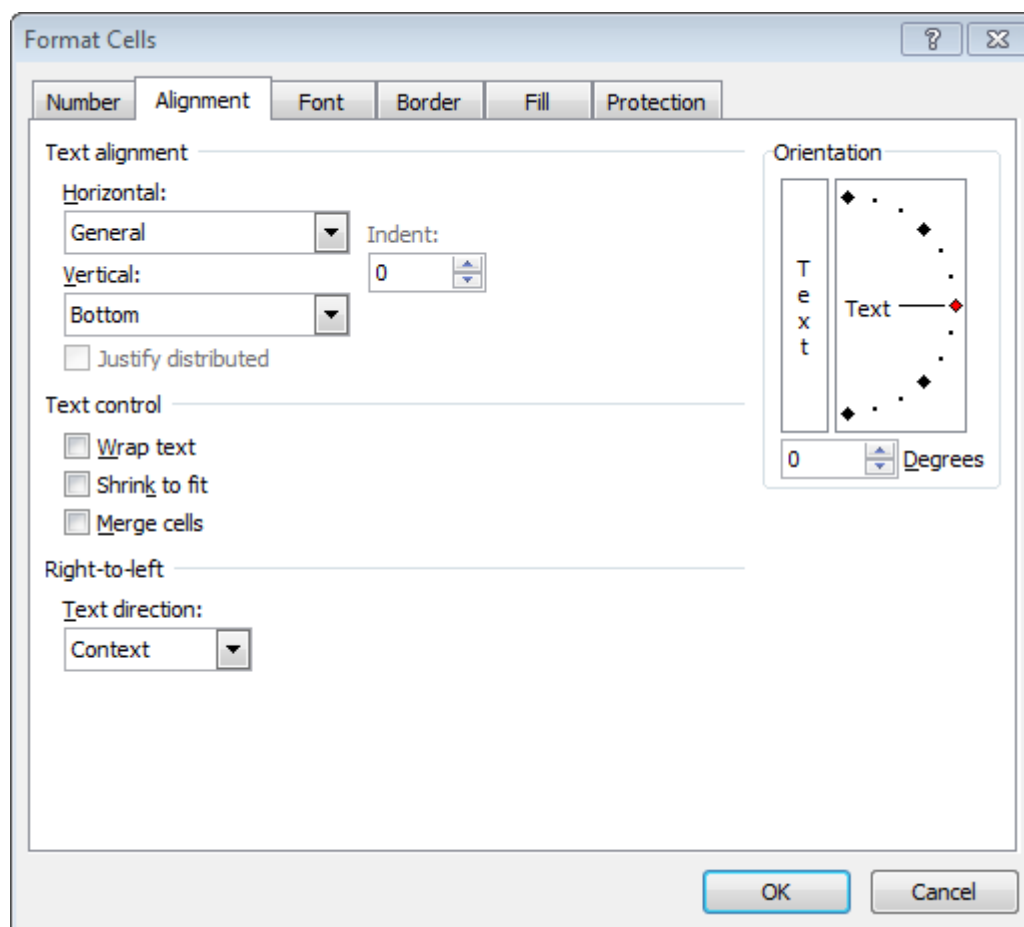 Format Cells
Number Alignment Font Border Fill Protection
Text alignment
Horizontal:
General
Indent:
0
Vertical:
Bottom
Justify distributed
Text control
Wrap text
Shrink to fit
Merge cells
Right-to-left
Text direction:
Context
Orientation
T
e
x
t
Text
0 Degrees
OK Cancel